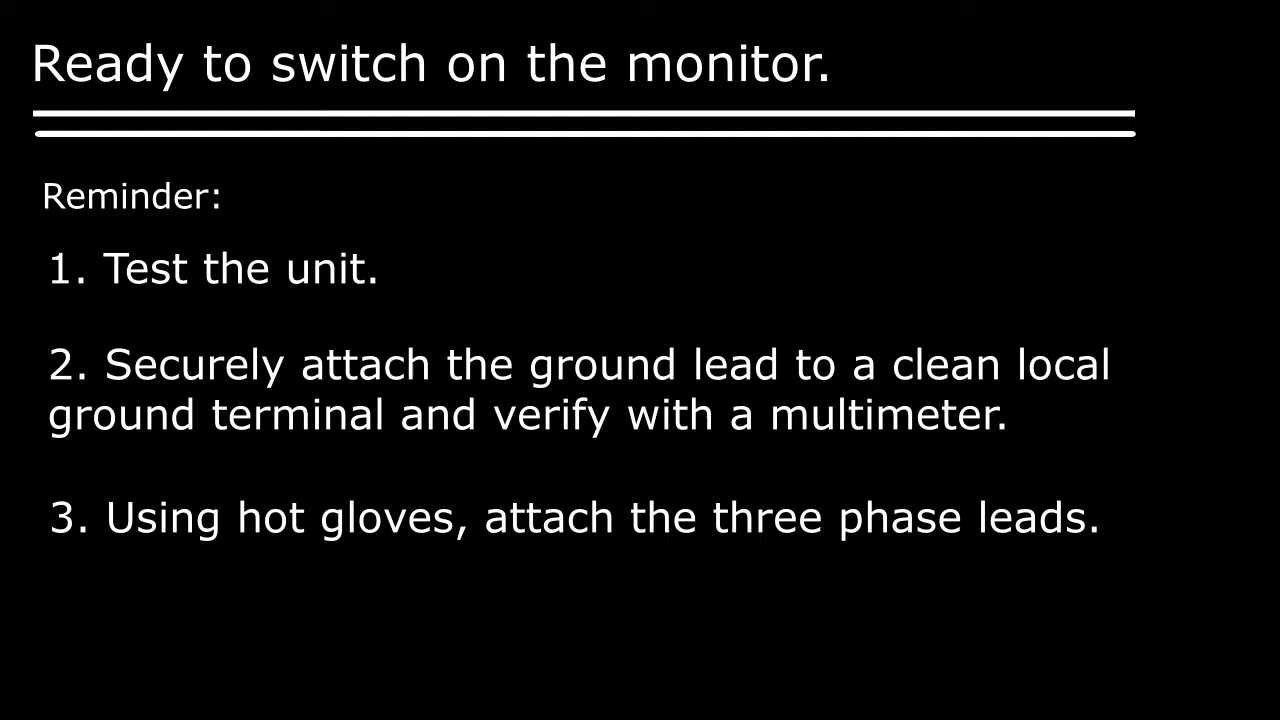 Ready to switch on the monitor.
Reminder:
1. Test the unit.
2. Securely attach the ground lead to a clean local
ground terminal and verify with a multimeter.
3. Using hot gloves, attach the three phase leads.